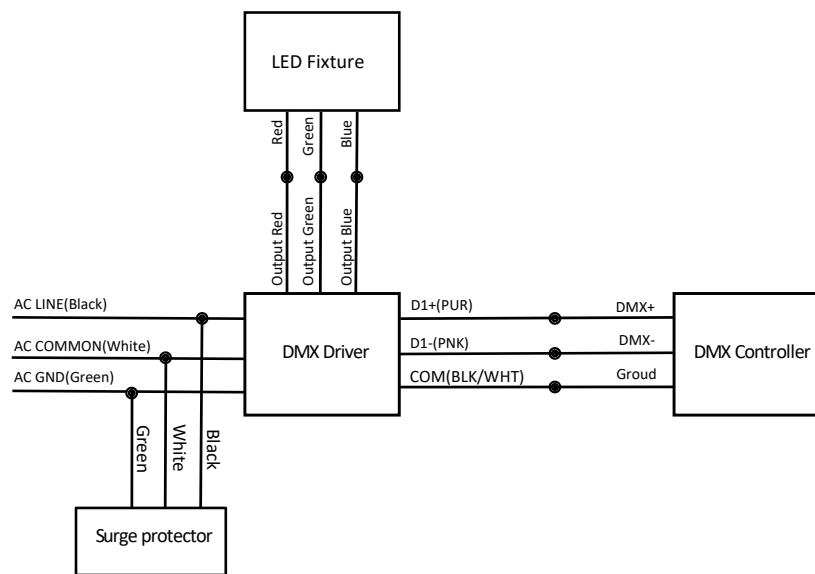 LED Fixture
Red
Green
Blue
Output Red
Output Green
Output Blue
AC LINE(Black)
AC COMMON(White)
AC GND(Green)
DMX Driver
D1+(PUR)
DMX+
D1-(PNK)
DMX-
COM(BLK/WHT)
Groud
DMX Controller
Green
White
Black
Surge protector